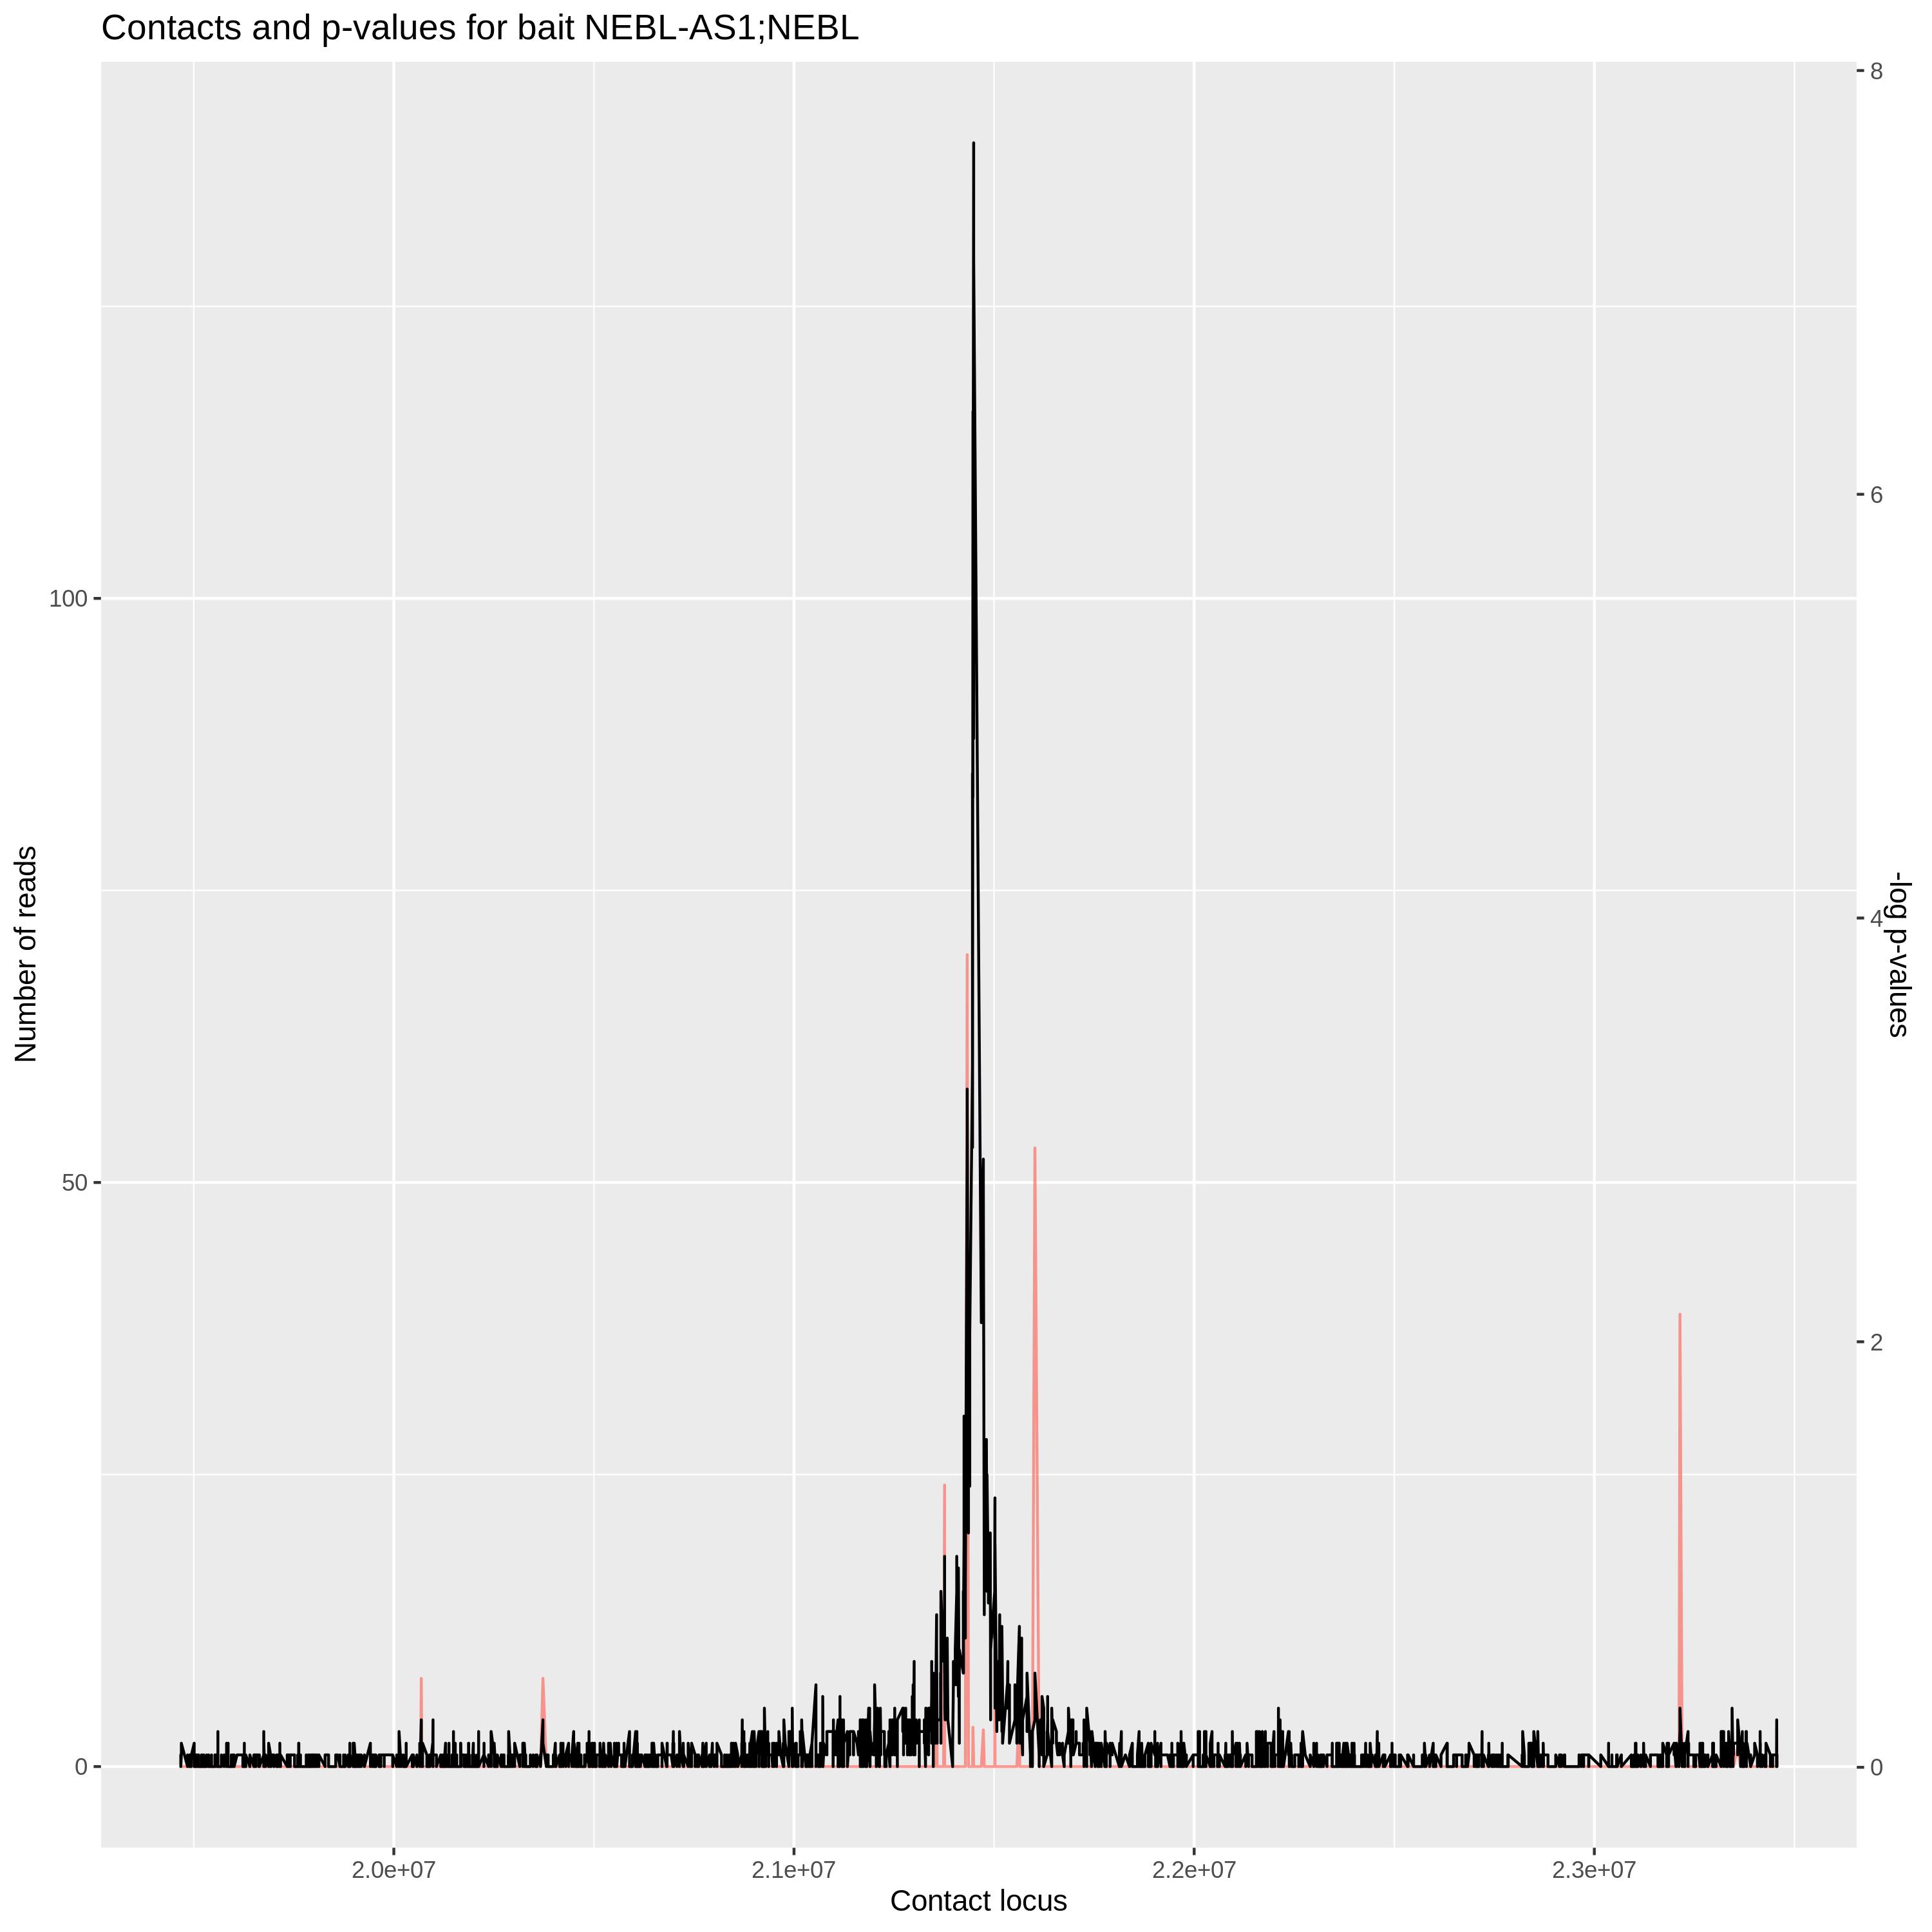 Contacts and p-values for bait NEBL-AS1;NEBL
8
6
100
4
Number of reads
-log p-values
50
2
0
0
2.0e+07 2.1e+07 2.2e+07 2.3e+07
Contact locus